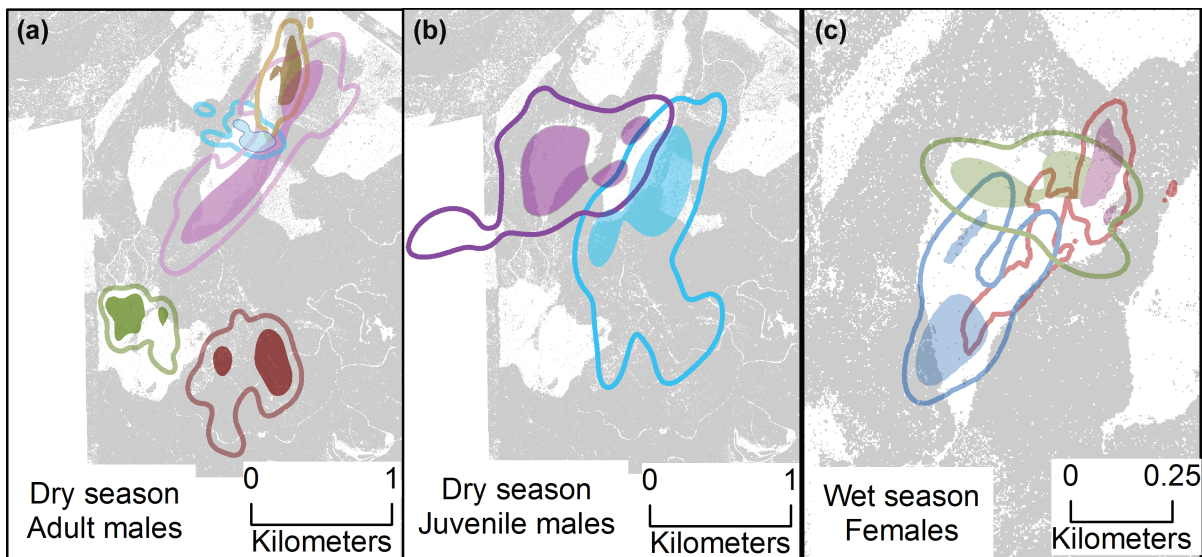 (a)
Dry season
Adult males
0 1
Kilometers
(b)
Dry season
Juvenile males
0 1
Kilometers
(c)
Wet season
Females
0 0.25
Kilometers